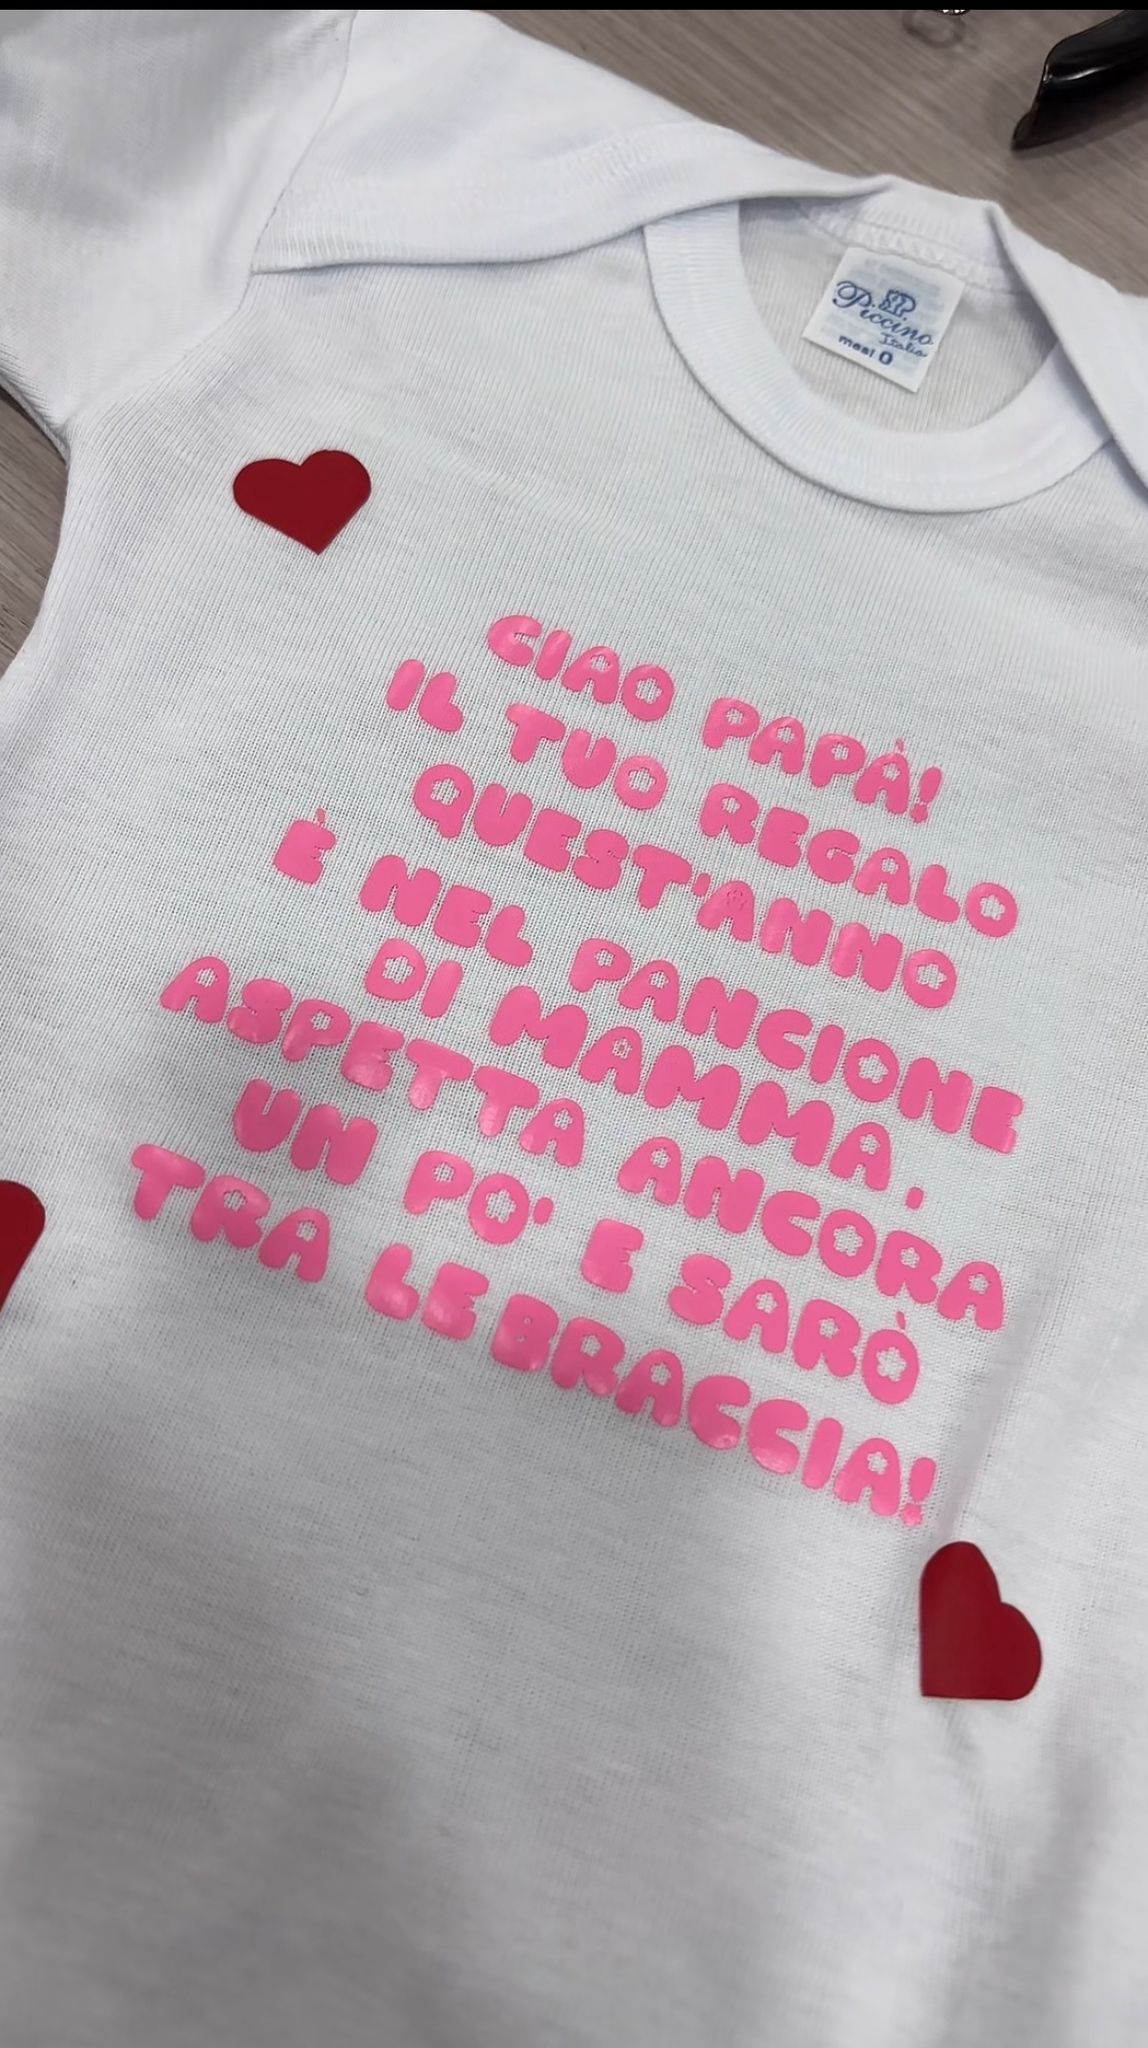 Piccino
Italia
mesi 0
CIAO PAPÀ!
IL TUO REGALO
QUEST'ANNO
È NEL PANCIONE
DI MAMMA,
ASPETTA ANCORA
UN PO' E SARÒ
TRA LE BRACCIA!